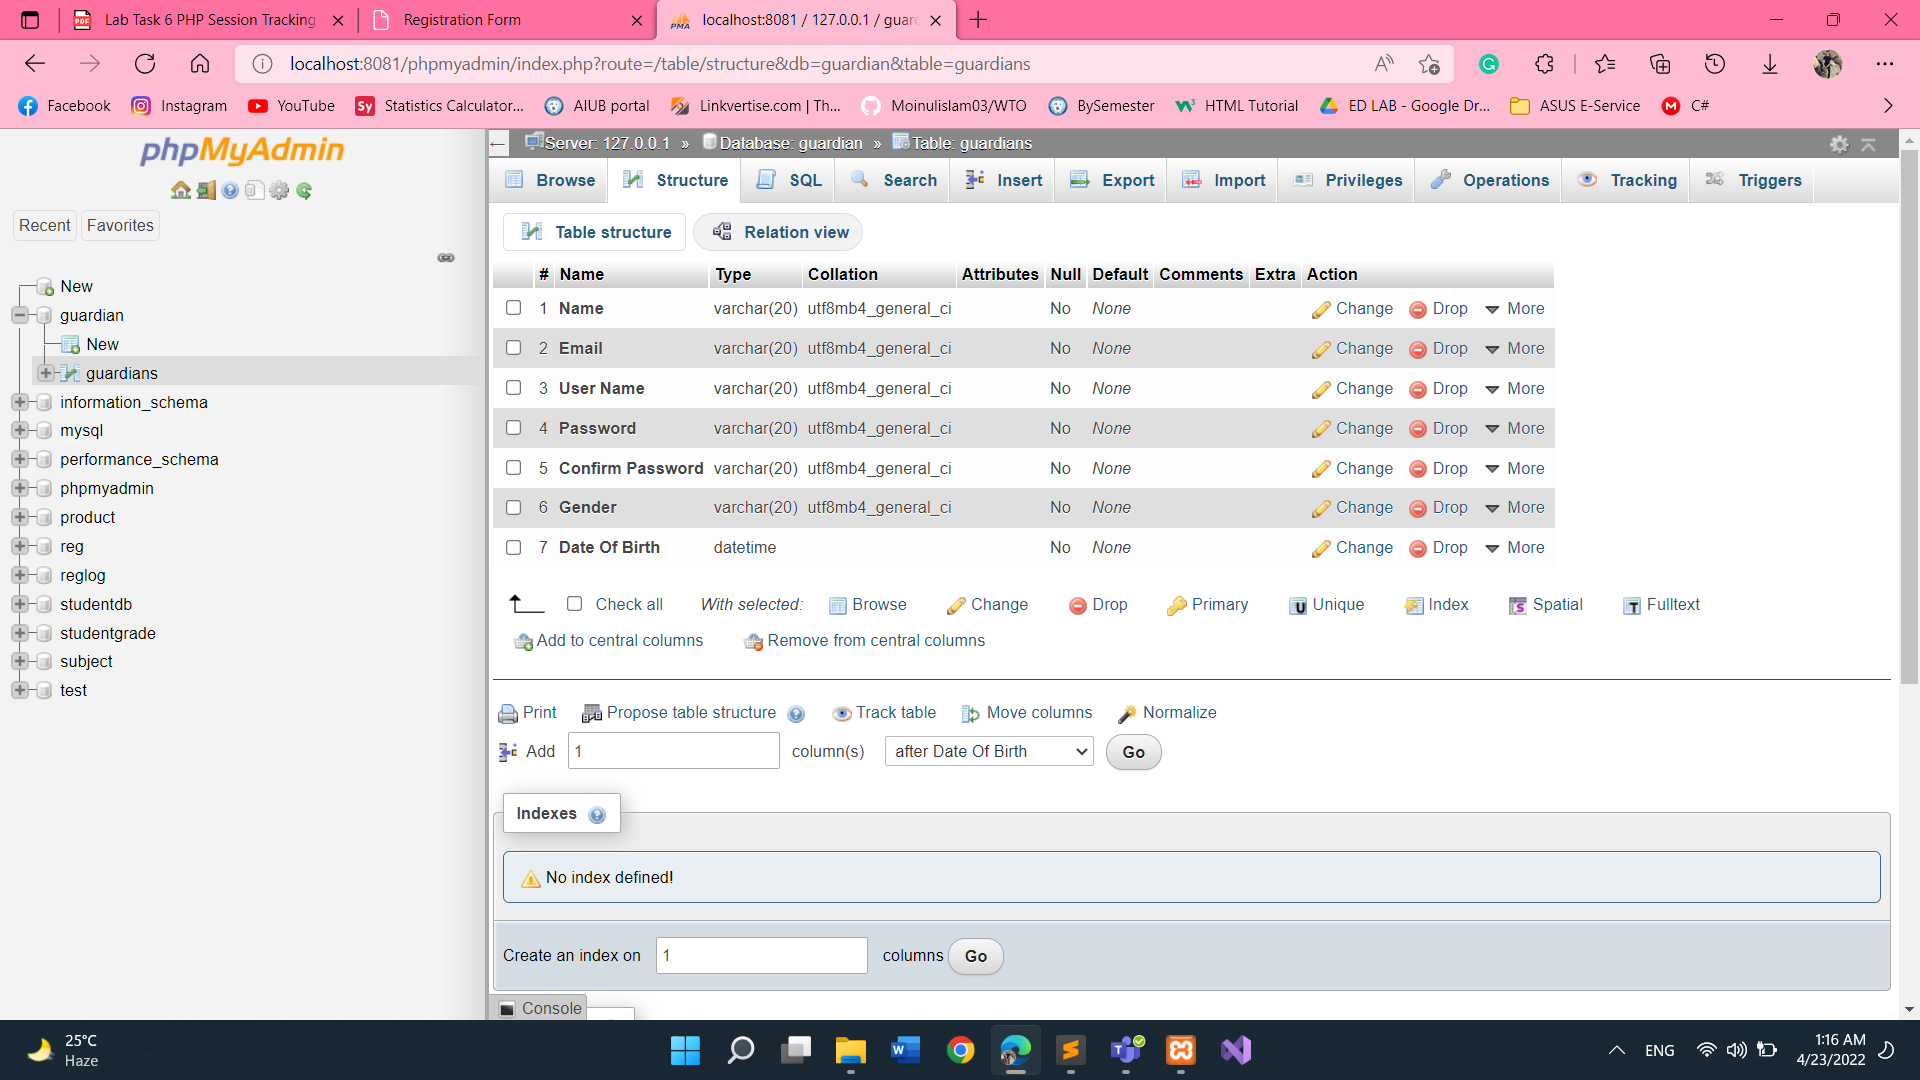 Lab Task 6 PHP Session Tracking
Registration Form
localhost:8081 / 127.0.0.1 / guar
localhost:8081/phpmyadmin/index.php?route=/table/structure&db=guardian&table=guardians
Facebook Instagram YouTube Statistics Calculator... AIUB portal Linkvertise.com | Th... MoinulIslam03/WTO BySemester HTML Tutorial ED LAB - Google Dr... ASUS E-Service C#
phpMyAdmin
Recent Favorites
New
guardian
New
guardians
information_schema
mysql
performance_schema
phpmyadmin
product
reg
reglog
studentdb
studentgrade
subject
test
Server: 127.0.0.1 » Database: guardian » Table: guardians
Browse Structure SQL Search Insert Export Import Privileges Operations Tracking Triggers
Table structure Relation view
# Name Type Collation Attributes Null Default Comments Extra Action
1 Name varchar(20) utf8mb4_general_ci No None Change Drop More
2 Email varchar(20) utf8mb4_general_ci No None Change Drop More
3 User Name varchar(20) utf8mb4_general_ci No None Change Drop More
4 Password varchar(20) utf8mb4_general_ci No None Change Drop More
5 Confirm Password varchar(20) utf8mb4_general_ci No None Change Drop More
6 Gender varchar(20) utf8mb4_general_ci No None Change Drop More
7 Date Of Birth datetime No None Change Drop More
Check all With selected: Browse Change Drop Primary Unique Index Spatial Fulltext
Add to central columns Remove from central columns
Print Propose table structure Track table Move columns Normalize
Add 1 column(s) after Date Of Birth Go
Indexes
No index defined!
Create an index on 1 columns Go
Console
25°C
Haze
ENG
1:16 AM
4/23/2022